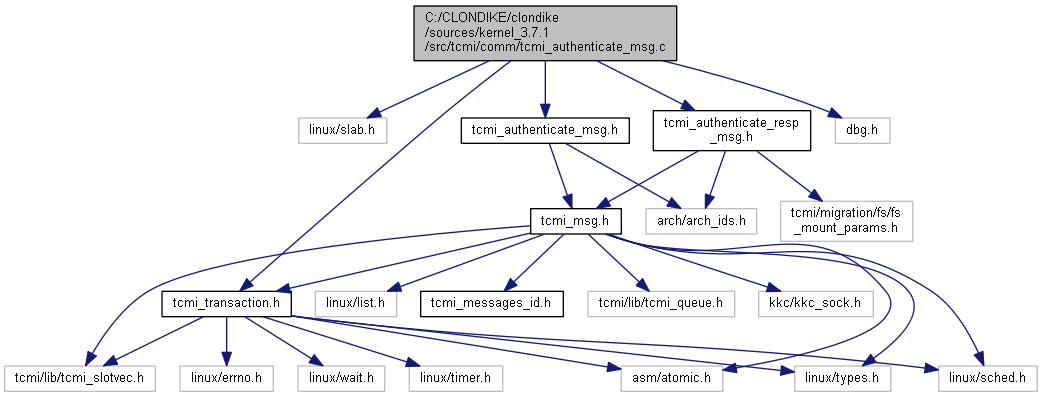 C:/CLONDIKE/clondike
/sources/kernel_3.7.1
/src/tcmi/comm/tcmi_authenticate_msg.c
linux/slab.h
tcmi_authenticate_msg.h
tcmi_authenticate_resp
_msg.h
dbg.h
tcmi_msg.h
arch/arch_ids.h
tcmi/migration/fs/fs
_mount_params.h
tcmi_transaction.h
linux/list.h
tcmi_messages_id.h
tcmi/lib/tcmi_queue.h
kkc/kkc_sock.h
tcmi/lib/tcmi_slotvec.h
linux/errno.h
linux/wait.h
linux/timer.h
asm/atomic.h
linux/types.h
linux/sched.h